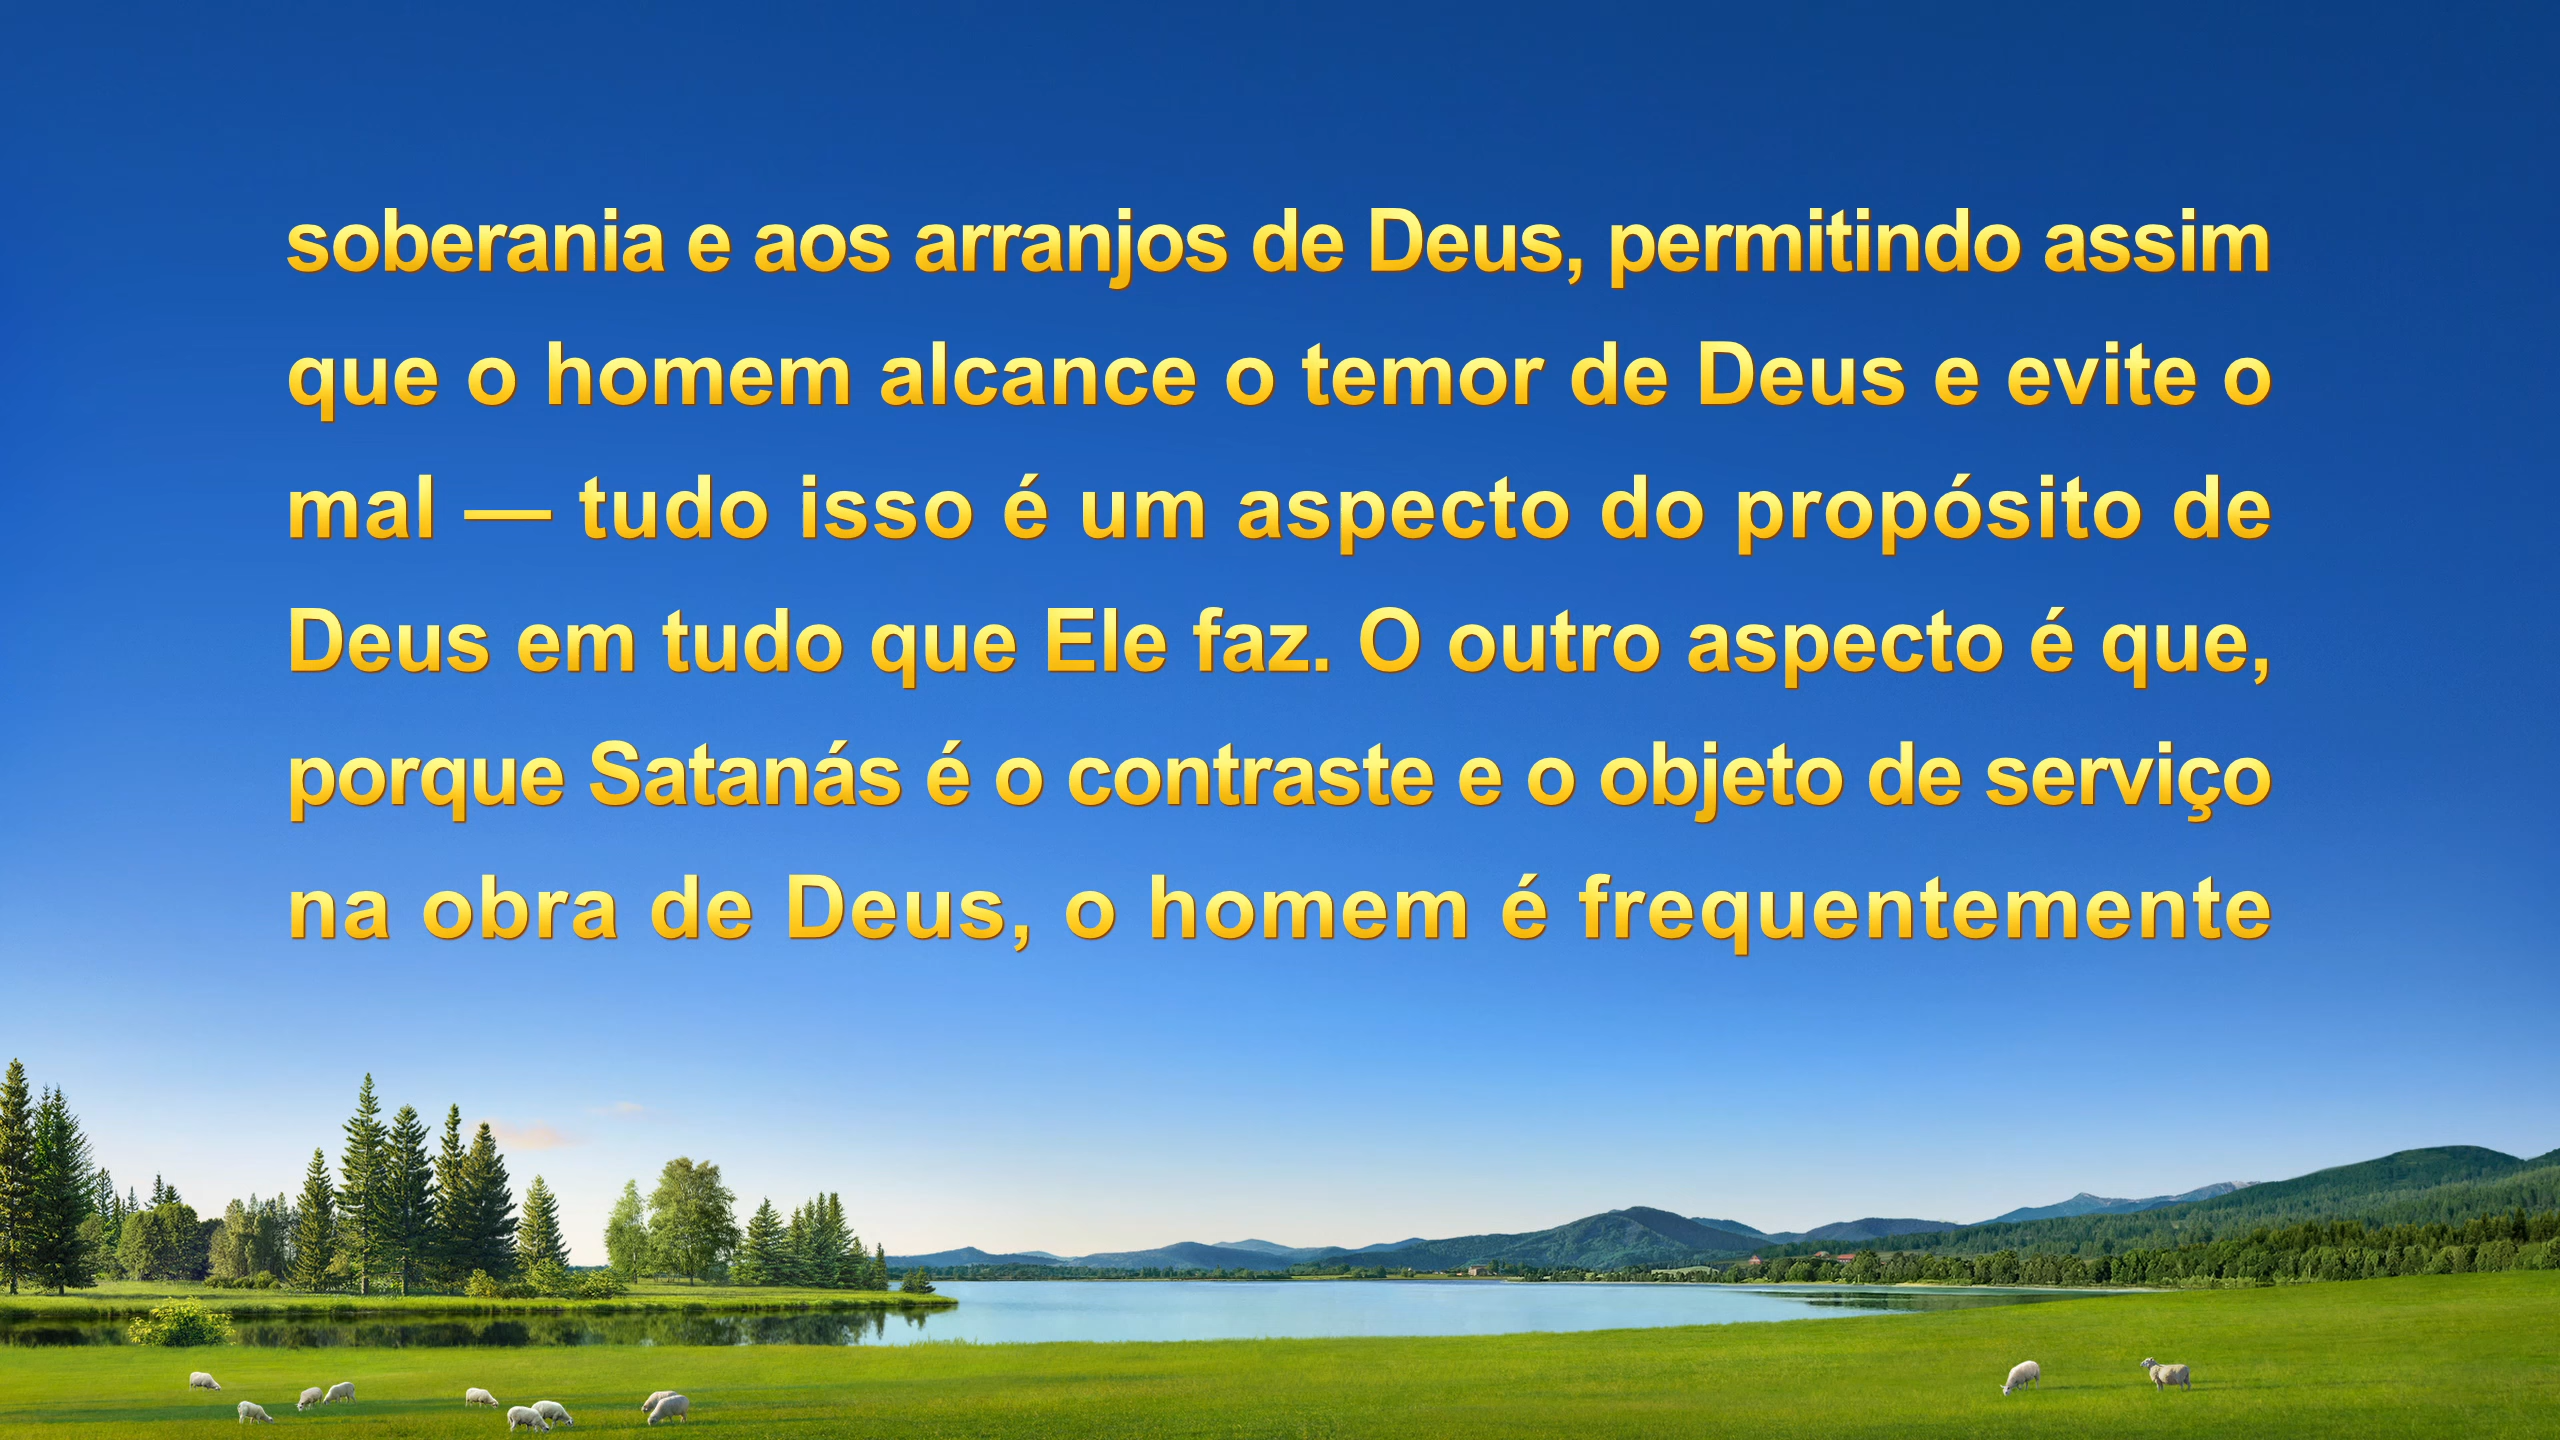 soberania e aos arranjos de Deus, permitindo assim
que o homem alcance o temor de Deus e evite o
mal — tudo isso é um aspecto do propósito de
Deus em tudo que Ele faz. O outro aspecto é que,
porque Satanás é o contraste e o objeto de serviço
na obra de Deus, o homem é frequentemente